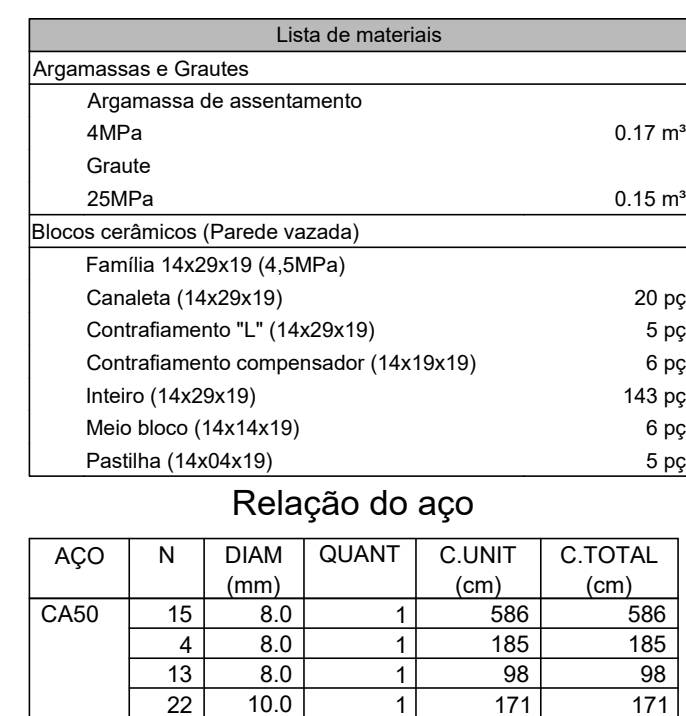 Lista de materiais
Argamassas e Grautes
Argamassa de assentamento
4MPa 0.17 m³
Graute
25MPa 0.15 m³
Blocos cerâmicos (Parede vazada)
Família 14x29x19 (4,5MPa)
Canaleta (14x29x19) 20 pç
Contrafiamento "L" (14x29x19) 5 pç
Contrafiamento compensador (14x19x19) 6 pç
Inteiro (14x29x19) 143 pç
Meio bloco (14x14x19) 6 pç
Pastilha (14x04x19) 5 pç
Relação do aço
AÇO N DIAM QUANT C.UNIT C.TOTAL
(mm) (cm) (cm)
CA50 15 8.0 1 586 586
4 8.0 1 185 185
13 8.0 1 98 98
22 10.0 1 171 171